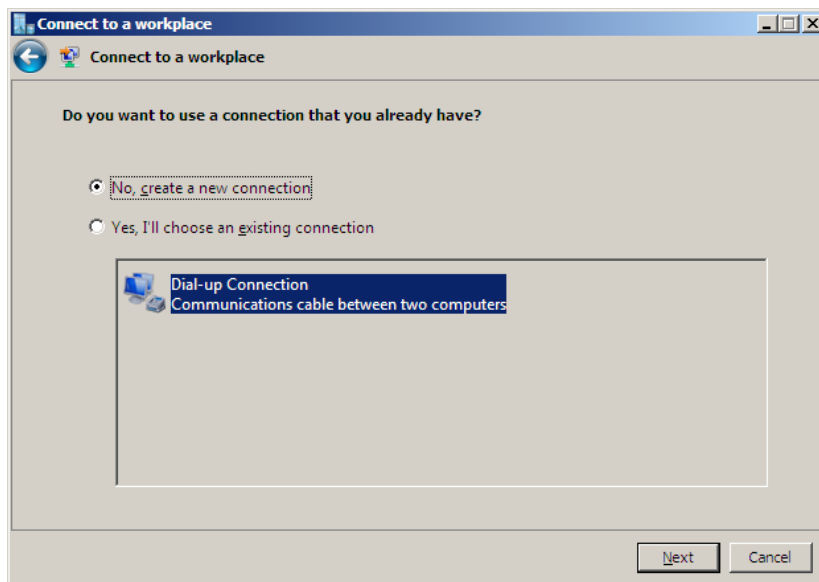 Connect to a workplace
Connect to a workplace
Do you want to use a connection that you already have?
No, create a new connection
Yes, I'll choose an existing connection
Dial-up Connection
Communications cable between two computers
Next
Cancel